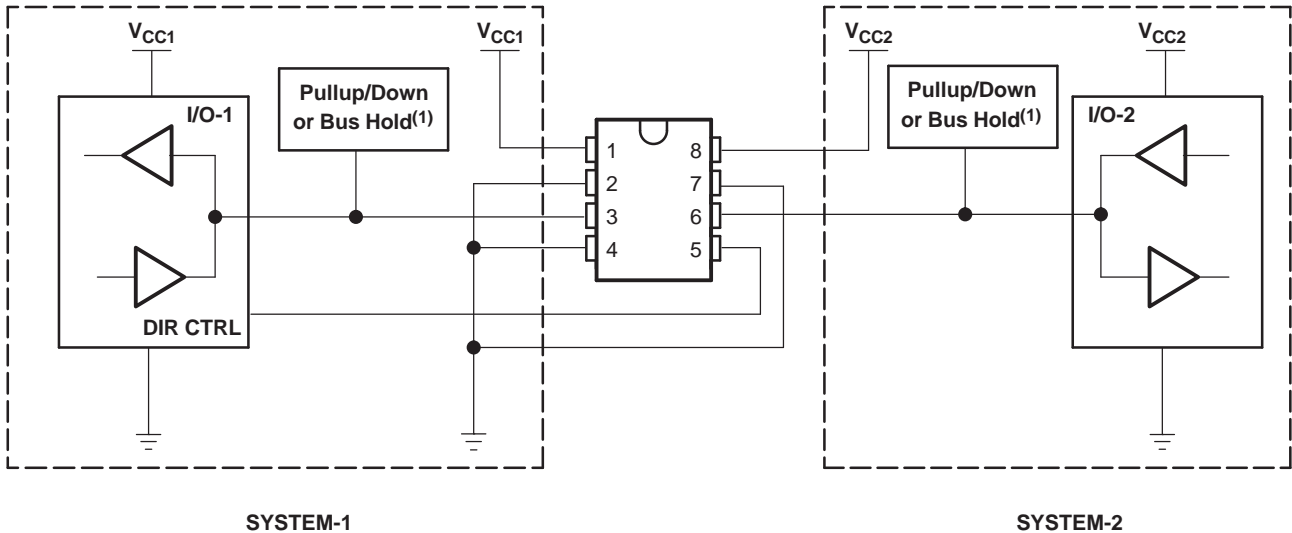 VCC1
VCC1
VCC2
VCC2
Pullup/Down
or Bus Hold(1)
Pullup/Down
or Bus Hold(1)
I/O-1
I/O-2
1
8
2
7
3
6
4
5
DIR CTRL
SYSTEM-1
SYSTEM-2